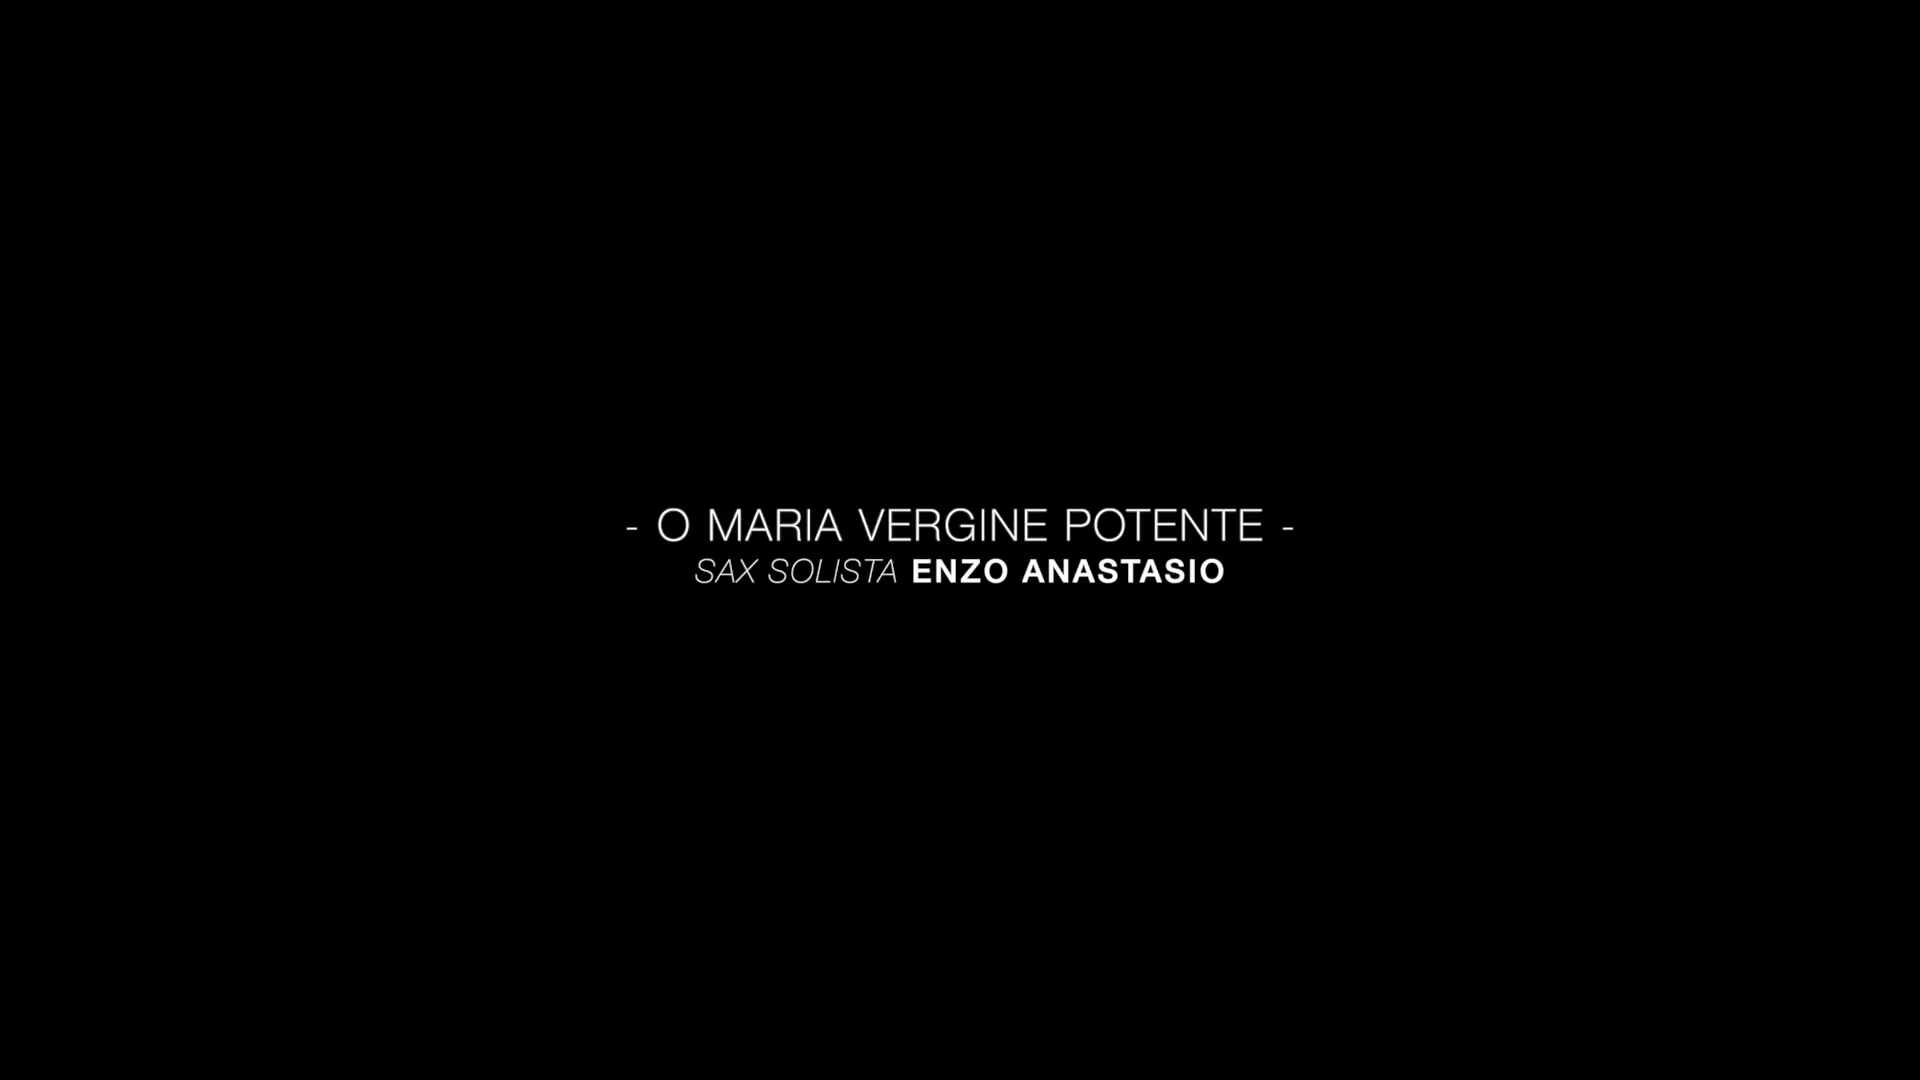 - O MARIA VERGINE POTENTE -
SAX SOLISTA ENZO ANASTASIO